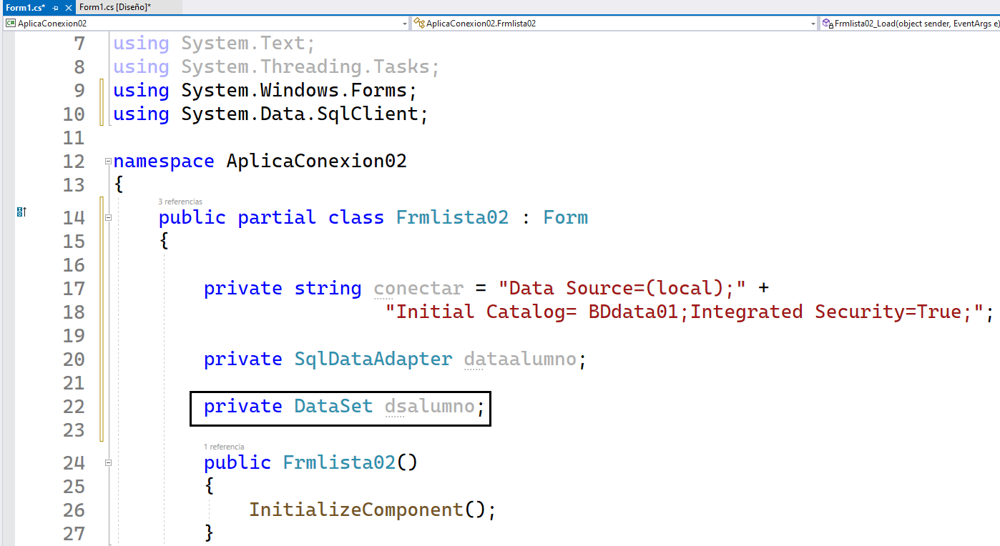 Form1.cs* Form1.cs [Diseño]*
AplicaConexion02 AplicaConexion02.Frmlista02 Frmlista02_Load(object sender, EventArgs e)
7 using System.Text;
8 using System.Threading.Tasks;
9 using System.Windows.Forms;
10 using System.Data.SqlClient;
11
12 namespace AplicaConexion02
13 {
3 referencias
14 public partial class Frmlista02 : Form
15 {
16
17 private string conectar = "Data Source=(local);" +
18 "Initial Catalog= BDdata01;Integrated Security=True;";
19
20 private SqlDataAdapter dataalumno;
21
22 private DataSet dsalumno;
23
1 referencia
24 public Frmlista02()
25 {
26 InitializeComponent();
27 }